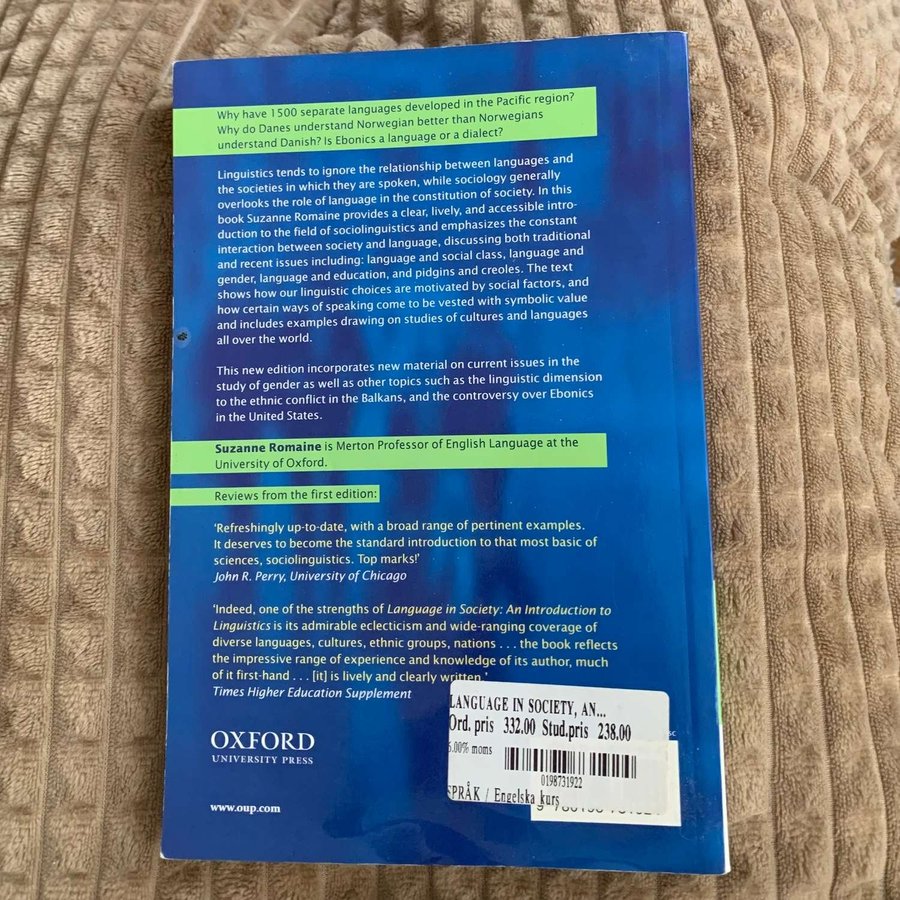 Why have 1500 separate languages developed in the Pacific region?
Why do Danes understand Norwegian better than Norwegians
understand Danish? Is Ebonics a language or a dialect?
Linguistics tends to ignore the relationship between languages and
the societies in which they are spoken, while sociology generally
overlooks the role of language in the constitution of society. In this
book Suzanne Romaine provides a clear, lively, and accessible intro-
duction to the field of sociolinguistics and emphasizes the constant
interaction between society and language, discussing both traditional
and recent issues including: language and social class, language and
gender, language and education, and pidgins and creoles. The text
shows how our linguistic choices are motivated by social factors, and
how certain ways of speaking come to be vested with symbolic value
and includes examples drawing on studies of cultures and languages
all over the world.
This new edition incorporates new material on current issues in the
study of gender as well as other topics such as the linguistic dimension
to the ethnic conflict in the Balkans, and the controversy over Ebonics
in the United States.
Suzanne Romaine is Merton Professor of English Language at the
University of Oxford.
Reviews from the first edition:
‘Refreshingly up-to-date, with a broad range of pertinent examples.
It deserves to become the standard introduction to that most basic of
sciences, sociolinguistics. Top marks!’
John R. Perry, University of Chicago
‘Indeed, one of the strengths of Language in Society: An Introduction to
Linguistics is its admirable eclecticism and wide-ranging coverage of
diverse languages, cultures, ethnic groups, nations . . . the book reflects
the impressive range of experience and knowledge of its author, much
of it first-hand . . . [it] is lively and clearly written.’
Times Higher Education Supplement
OXFORD
UNIVERSITY PRESS
www.oup.com
LANGUAGE IN SOCIETY, AN...
Ord. pris 332.00 Stud.pris 238.00
6.00% moms
0198731922
SPRÅK / Engelska kurs